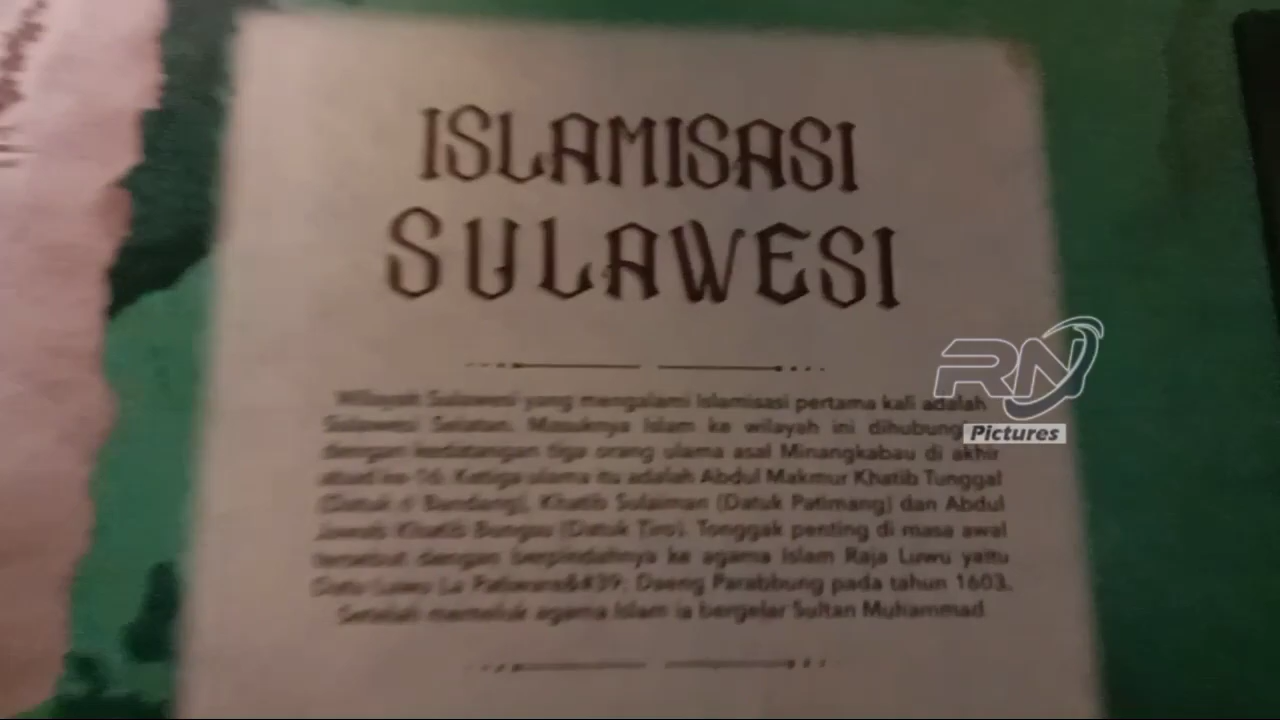 ISLAMISASI
SULAWESI
Wilayah Sulawesi yang mengalami Islamisasi pertama kali adalah
Sulawesi Selatan. Masuknya Islam ke wilayah ini
dengan kedatangan tiga orang ulama asal Minangkabau di akhir
abad ke-16. Ketiga ulama itu adalah Abdul Makmur Khatib Tunggal
(Datuk ri Bandang), Khatib Sulaiman (Datuk Patimang) dan Abdul
Jawab Khatib Bungsu (Datuk Tiro). Tonggak penting di masa awal
tersebut dengan berpindahnya ke agama Islam Raja Luwu yaitu
Datu Luwu La Patiwara&#39; Daeng Parabbung pada tahun 1603.
Setelah memeluk agama Islam ia bergelar Sultan Muhammad
RN
Pictures